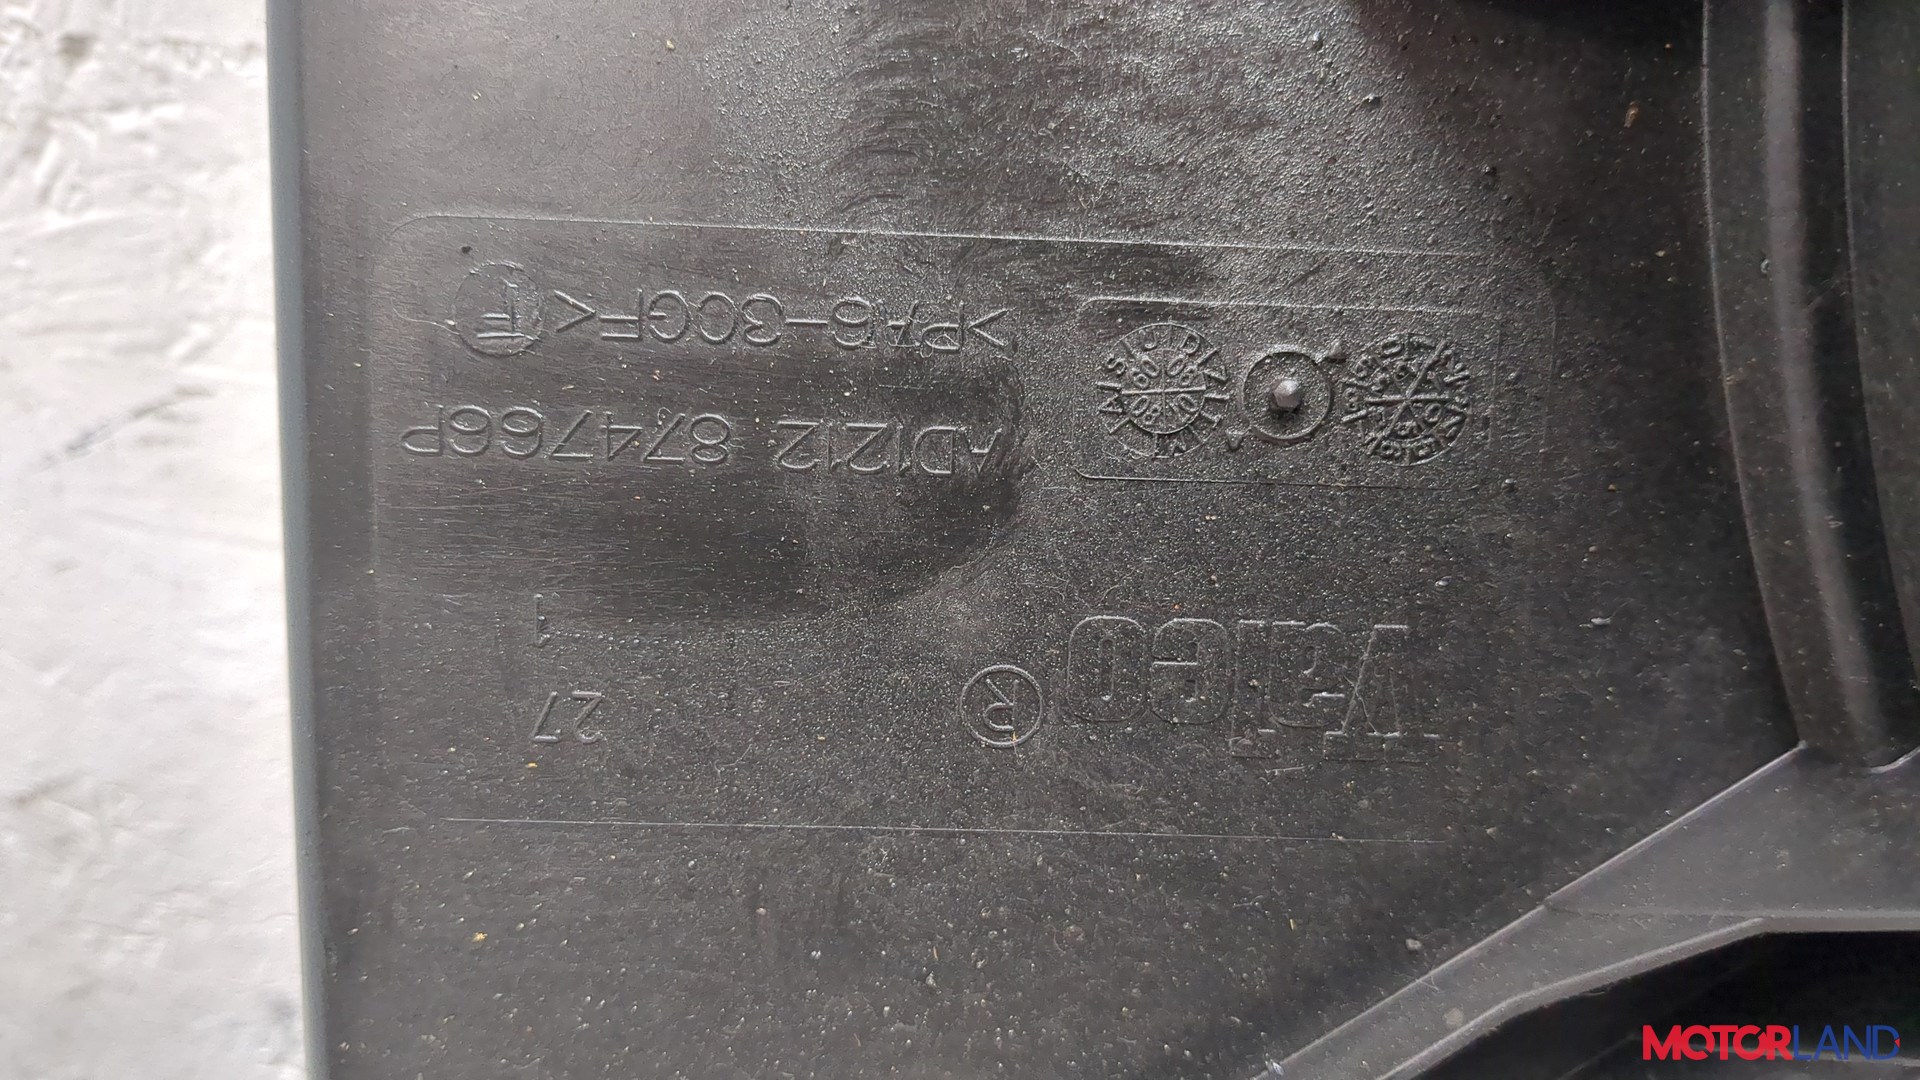 valeo ® 27
1
AD1212 874766P
>PA6-30GF<
MOTORLAND